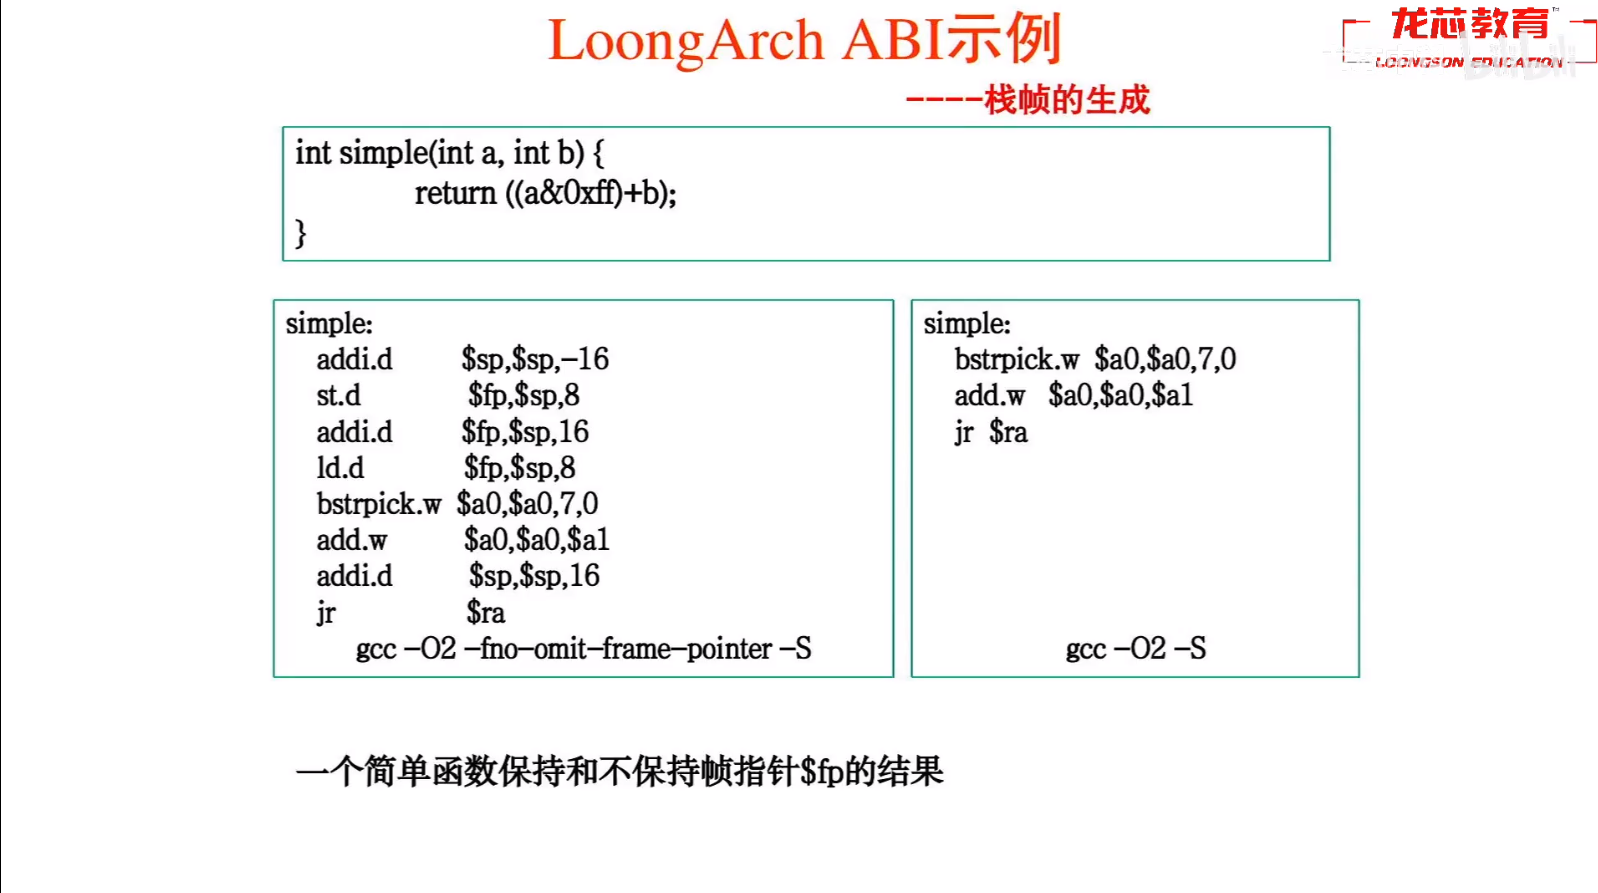 LoongArch ABI示例
龙芯教育™
LOONGSON EDUCATION
----栈帧的生成
int simple(int a, int b) {
return ((a&0xff)+b);
}
simple:
addi.d $sp,$sp,-16
st.d $fp,$sp,8
addi.d $fp,$sp,16
ld.d $fp,$sp,8
bstrpick.w $a0,$a0,7,0
add.w $a0,$a0,$a1
addi.d $sp,$sp,16
jr $ra
gcc -O2 -fno-omit-frame-pointer -S
simple:
bstrpick.w $a0,$a0,7,0
add.w $a0,$a0,$a1
jr $ra
gcc -O2 -S
一个简单函数保持和不保持帧指针$fp的结果